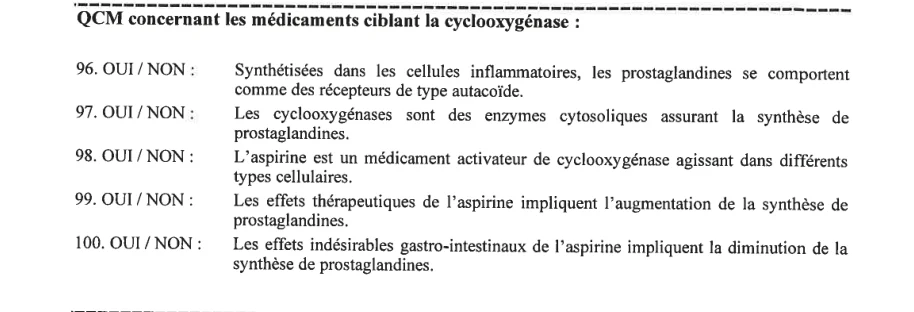 QCM concernant les médicaments ciblant la cyclooxygénase :
96. OUI / NON : Synthétisées dans les cellules inflammatoires, les prostaglandines se comportent
comme des récepteurs de type autacoïde.
97. OUI / NON : Les cyclooxygénases sont des enzymes cytosoliques assurant la synthèse de
prostaglandines.
98. OUI / NON : L'aspirine est un médicament activateur de cyclooxygénase agissant dans différents
types cellulaires.
99. OUI / NON : Les effets thérapeutiques de l'aspirine impliquent l'augmentation de la synthèse de
prostaglandines.
100. OUI / NON : Les effets indésirables gastro-intestinaux de l'aspirine impliquent la diminution de la
synthèse de prostaglandines.